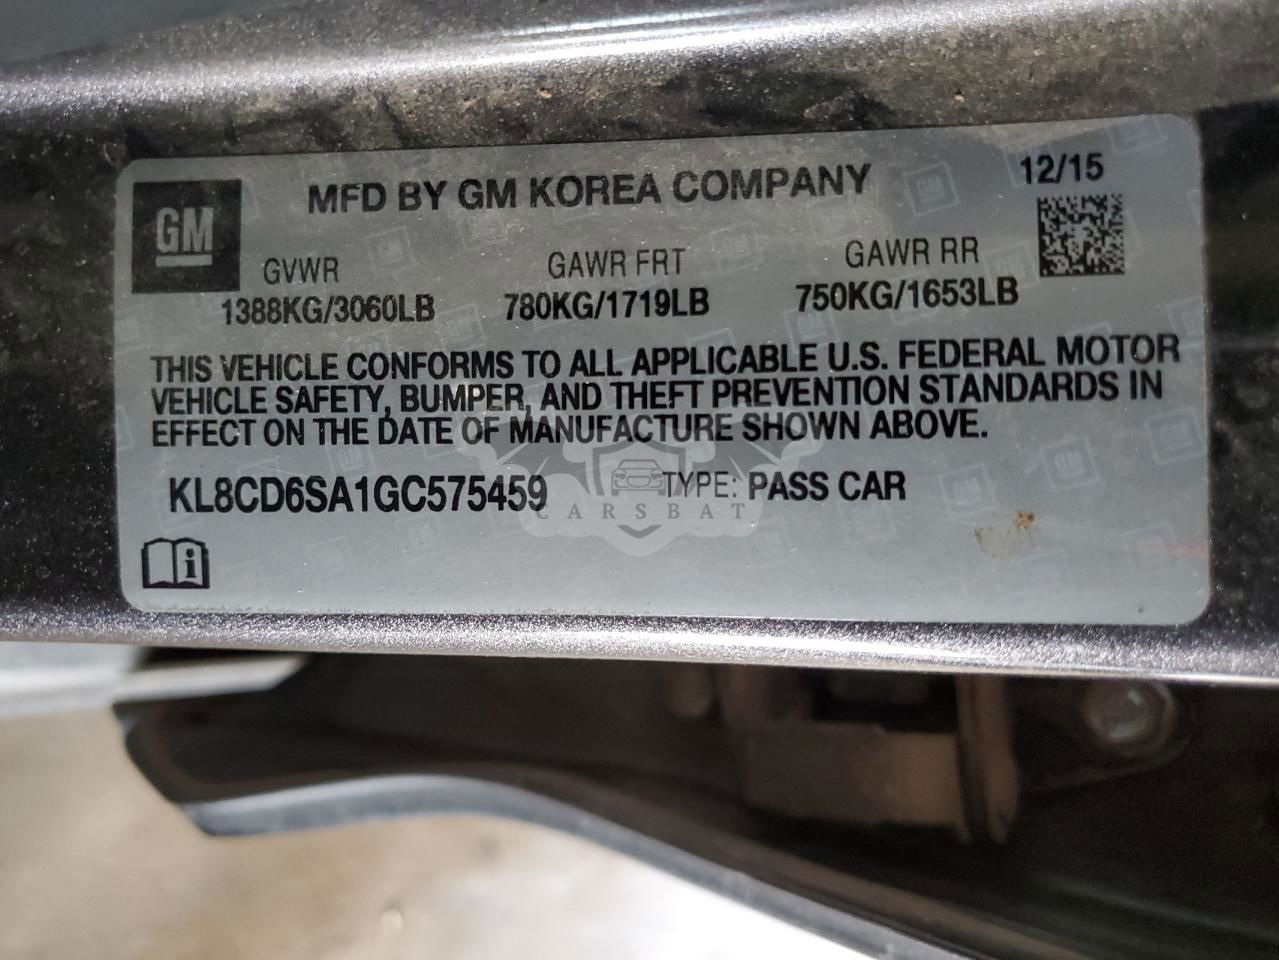 GM
MFD BY GM KOREA COMPANY
12/15
GVWR GAWR FRT GAWR RR
1388KG/3060LB 780KG/1719LB 750KG/1653LB
THIS VEHICLE CONFORMS TO ALL APPLICABLE U.S. FEDERAL MOTOR
VEHICLE SAFETY, BUMPER, AND THEFT PREVENTION STANDARDS IN
EFFECT ON THE DATE OF MANUFACTURE SHOWN ABOVE.
KL8CD6SA1GC575459 TYPE: PASS CAR
CARSBAT